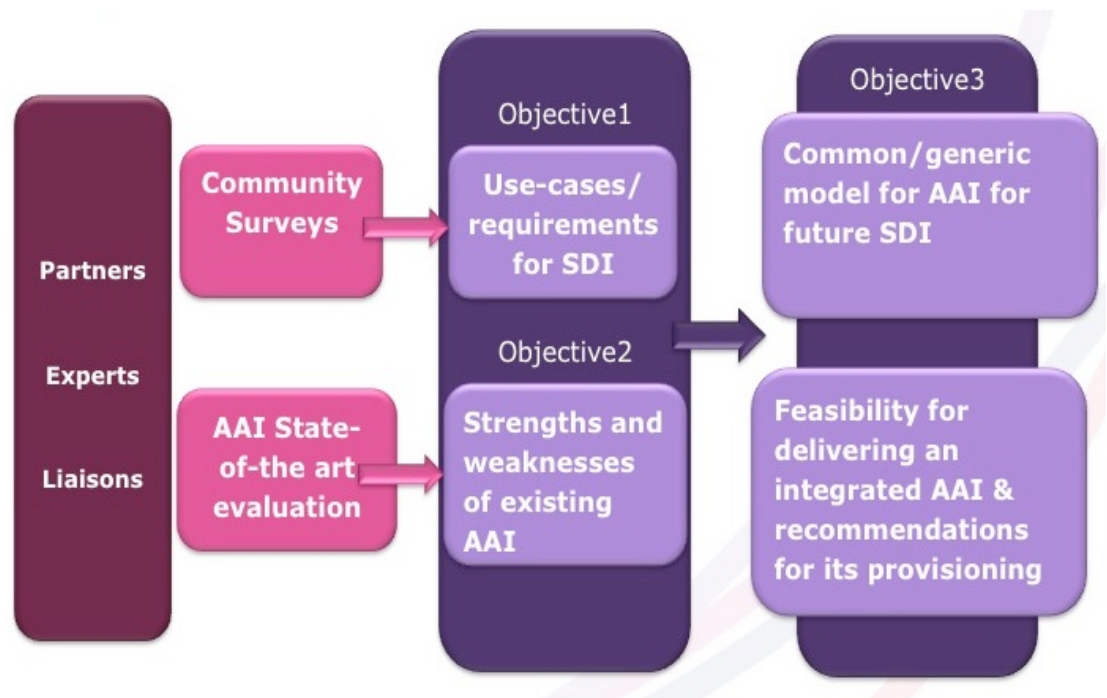 Partners
Experts
Liaisons
Community
Surveys
AAI State-
of-the art
evaluation
Objective1
Use-cases/
requirements
for SDI
Objective2
Strengths and
weaknesses
of existing
AAI
Objective3
Common/generic
model for AAI for
future SDI
Feasibility for
delivering an
integrated AAI &
recommendations
for its provisioning